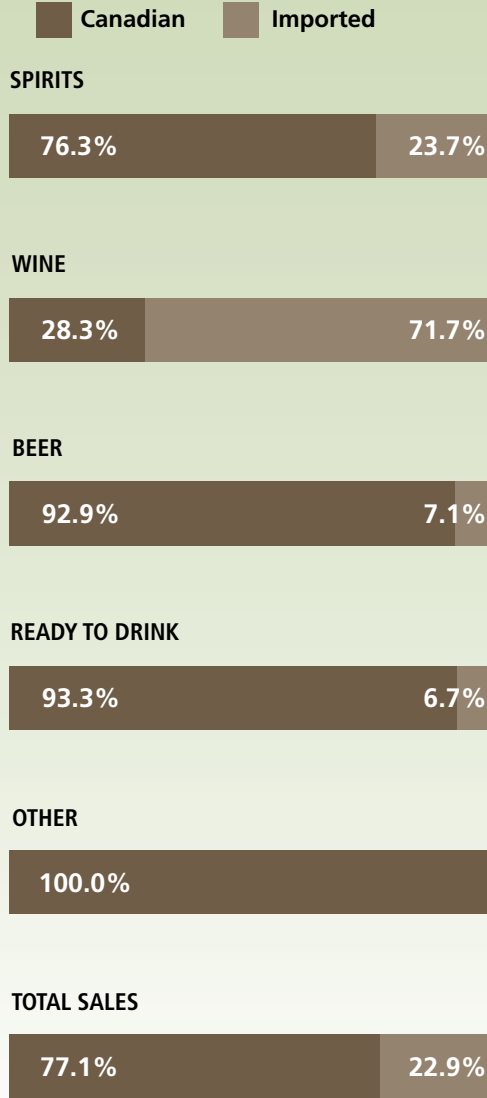 Canadian Imported
SPIRITS
76.3% 23.7%
WINE
28.3% 71.7%
BEER
92.9% 7.1%
READY TO DRINK
93.3% 6.7%
OTHER
100.0%
TOTAL SALES
77.1% 22.9%